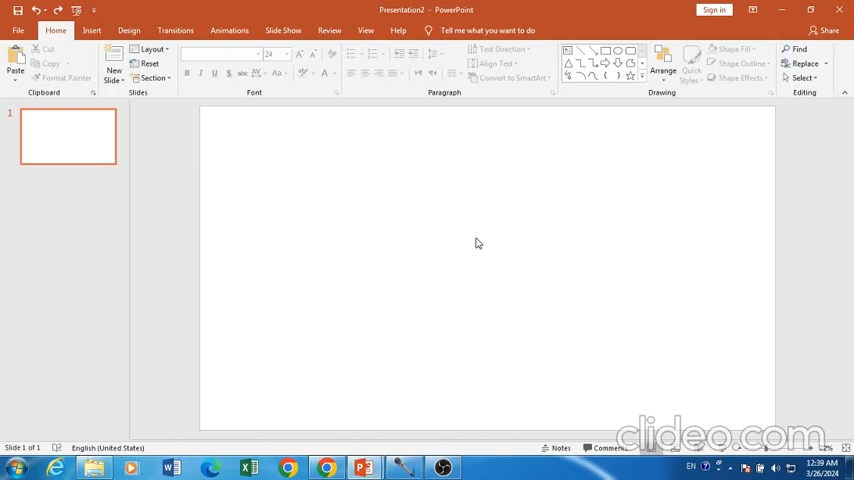 Presentation2 - PowerPoint
Sign in
File Home Insert Design Transitions Animations Slide Show Review View Help Tell me what you want to do Share
Paste Cut Copy Format Painter Clipboard
New Slide Layout Reset Section Slides
24
B I U S abc AV Aa A Font
Paragraph
Text Direction Align Text Convert to SmartArt
Arrange Quick Styles Shape Fill Shape Outline Shape Effects Drawing
Find Replace Select Editing
1
clideo.com
Slide 1 of 1 English (United States) Notes Comments
EN 12:39 AM
3/26/2024